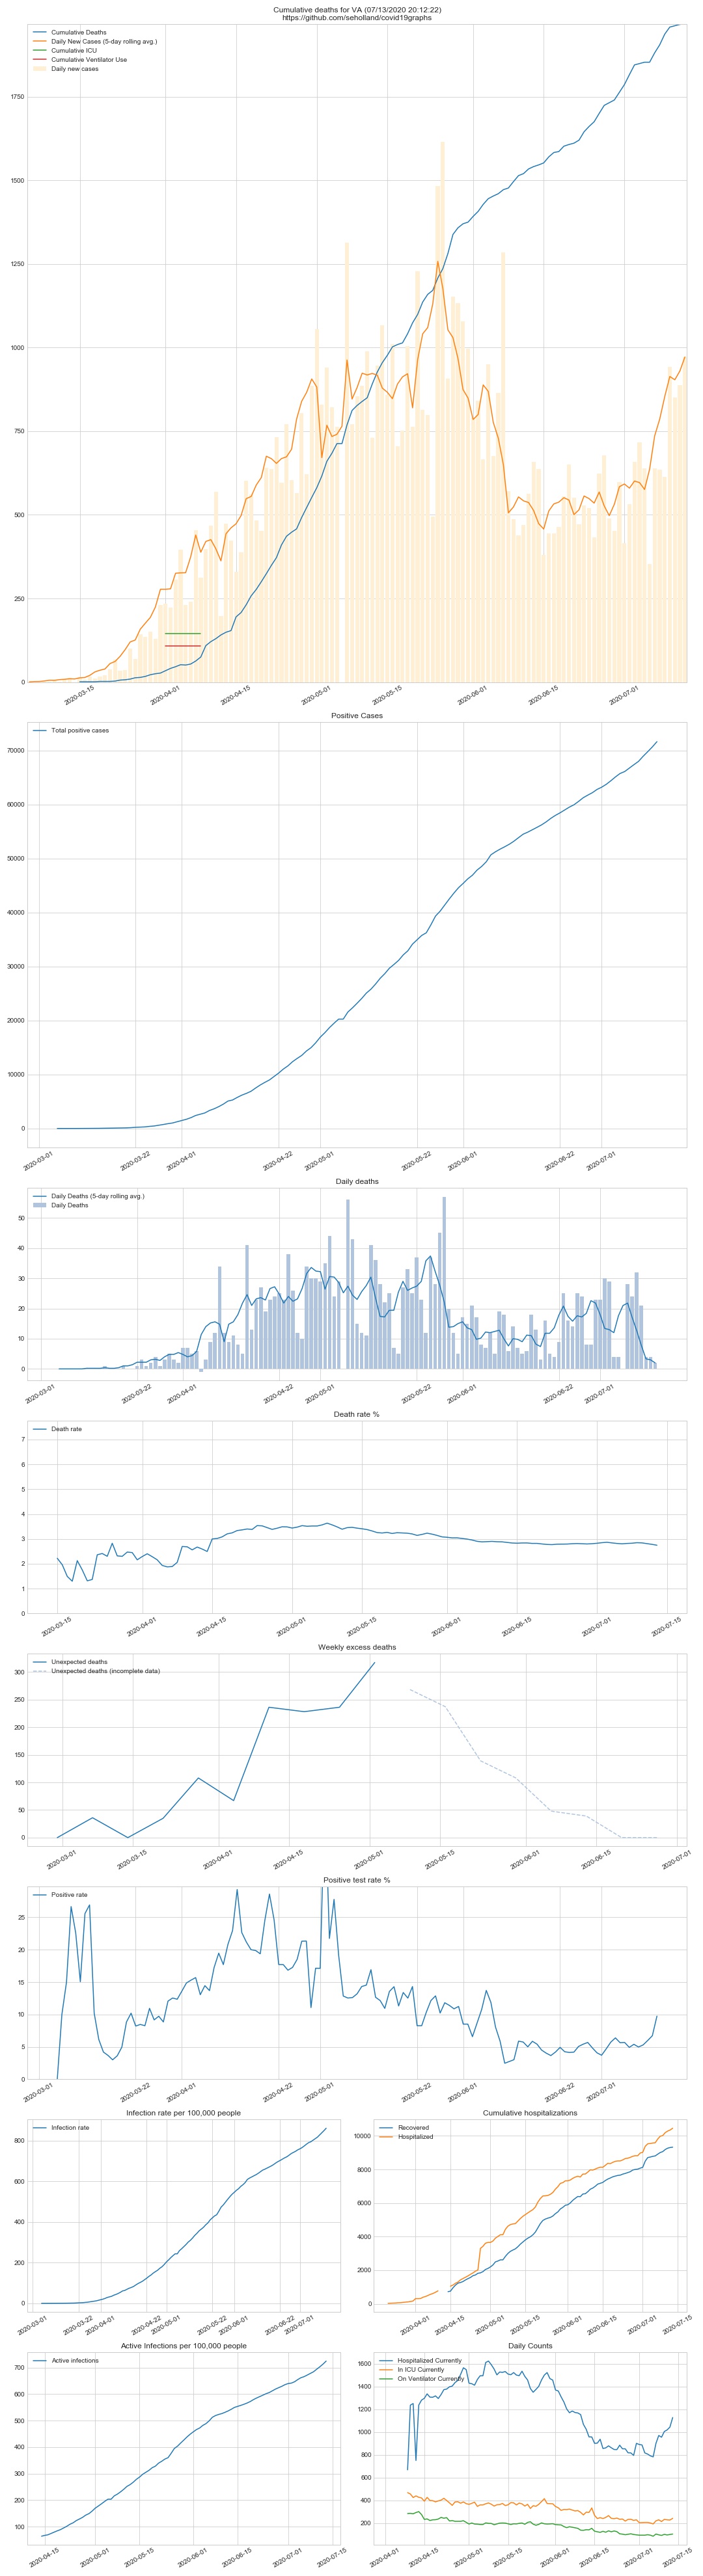 Cumulative deaths for VA (07/13/2020 20:12:22)
https://github.com/seholland/covid19graphs
Cumulative Deaths
Daily New Cases (5-day rolling avg.)
Cumulative ICU
Cumulative Ventilator Use
Daily new cases
1750
1500
1250
1000
750
500
250
0
2020-03-15 2020-04-01 2020-04-15 2020-05-01 2020-05-15 2020-06-01 2020-06-15 2020-07-01
Positive Cases
Total positive cases
70000
60000
50000
40000
30000
20000
10000
0
2020-03-01 2020-03-22 2020-04-01 2020-04-22 2020-05-01 2020-05-22 2020-06-01 2020-06-22 2020-07-01
Daily deaths
Daily Deaths (5-day rolling avg.)
Daily Deaths
50
40
30
20
10
0
2020-03-01 2020-03-22 2020-04-01 2020-04-22 2020-05-01 2020-05-22 2020-06-01 2020-06-22 2020-07-01
Death rate %
Death rate
7
6
5
4
3
2
1
0
2020-03-15 2020-04-01 2020-04-15 2020-05-01 2020-05-15 2020-06-01 2020-06-15 2020-07-01 2020-07-15
Weekly excess deaths
Unexpected deaths
Unexpected deaths (incomplete data)
300
250
200
150
100
50
0
2020-03-01 2020-03-15 2020-04-01 2020-04-15 2020-05-01 2020-05-15 2020-06-01 2020-06-15 2020-07-01
Positive test rate %
Positive rate
25
20
15
10
5
0
2020-03-01 2020-03-22 2020-04-01 2020-04-22 2020-05-01 2020-05-22 2020-06-01 2020-06-22 2020-07-01
Infection rate per 100,000 people
Infection rate
800
600
400
200
0
2020-03-01 2020-03-22 2020-04-01 2020-04-22 2020-05-01 2020-05-22 2020-06-01 2020-06-22 2020-07-01
Cumulative hospitalizations
Recovered
Hospitalized
10000
8000
6000
4000
2000
0
2020-04-01 2020-04-15 2020-05-01 2020-05-15 2020-06-01 2020-06-15 2020-07-01 2020-07-15
Active Infections per 100,000 people
Active infections
700
600
500
400
300
200
100
2020-04-15 2020-05-01 2020-05-15 2020-06-01 2020-06-15 2020-07-01 2020-07-15
Daily Counts
Hospitalized Currently
In ICU Currently
On Ventilator Currently
1600
1400
1200
1000
800
600
400
200
2020-04-01 2020-04-15 2020-05-01 2020-05-15 2020-06-01 2020-06-15 2020-07-01 2020-07-15